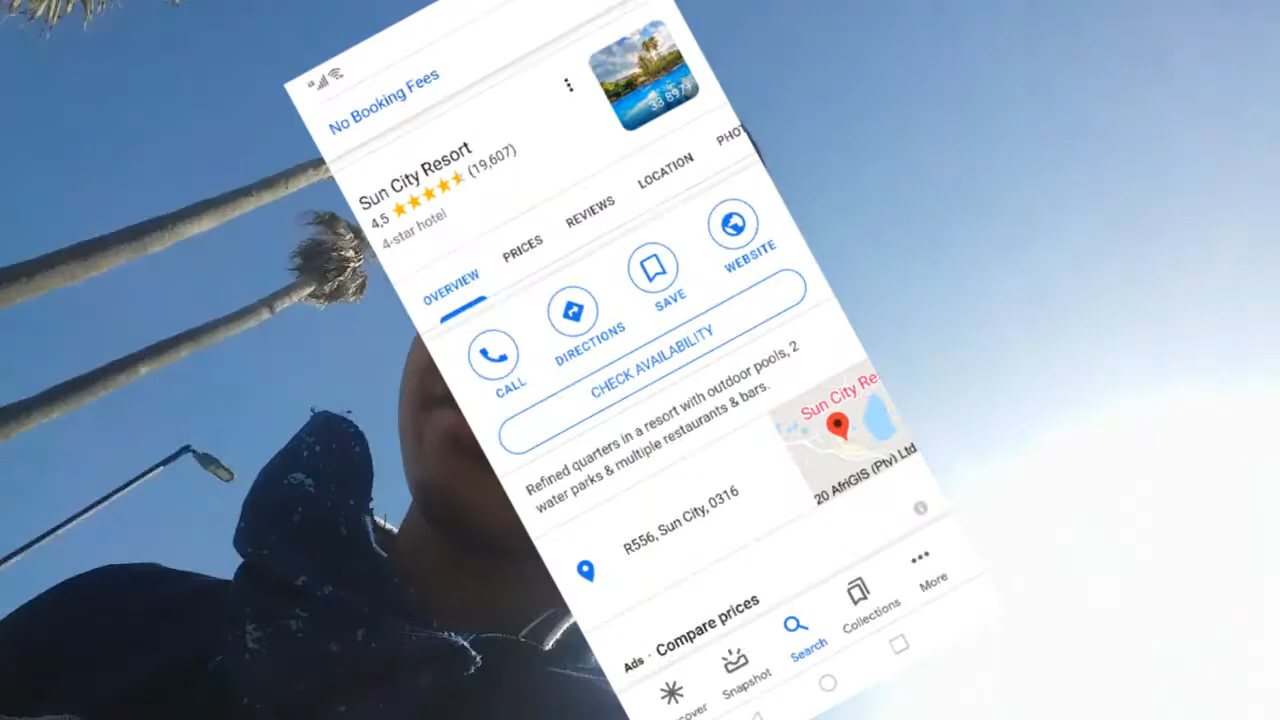 No Booking Fees
33 897+
Sun City Resort
4,5 (19,607)
4-star hotel
OVERVIEW PRICES REVIEWS LOCATION PHOT
CALL DIRECTIONS SAVE WEBSITE
CHECK AVAILABILITY
Refined quarters in a resort with outdoor pools, 2
water parks & multiple restaurants & bars.
Sun City Re
20 AfriGIS (Pty) Ltd
R556, Sun City, 0316
Ads · Compare prices
cover Snapshot Search Collections More